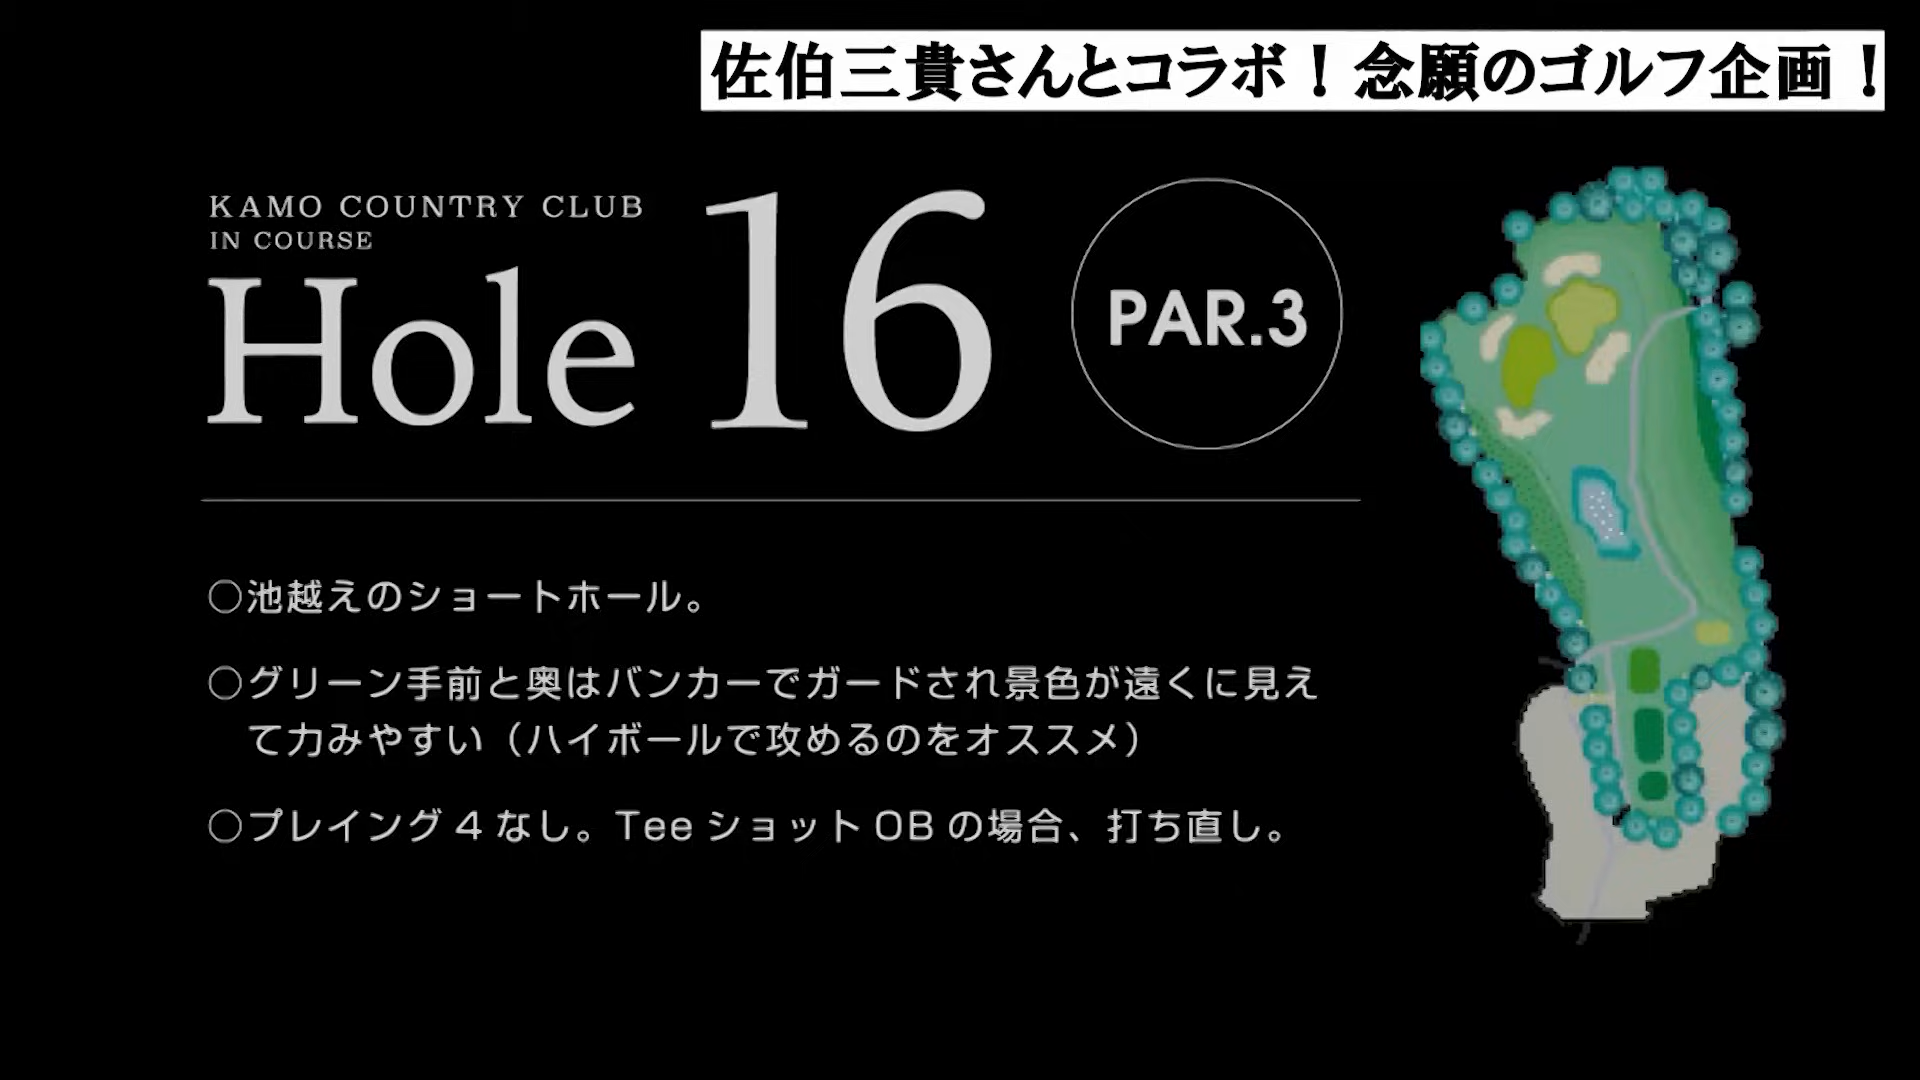 佐伯三貴さんとコラボ！念願のゴルフ企画！
KAMO COUNTRY CLUB
IN COURSE
Hole 16
PAR.3
○池越えのショートホール。
○グリーン手前と奥はバンカーでガードされ景色が遠くに見え
て力みやすい（ハイボールで攻めるのをオススメ）
○プレイング4なし。TeeショットOBの場合、打ち直し。